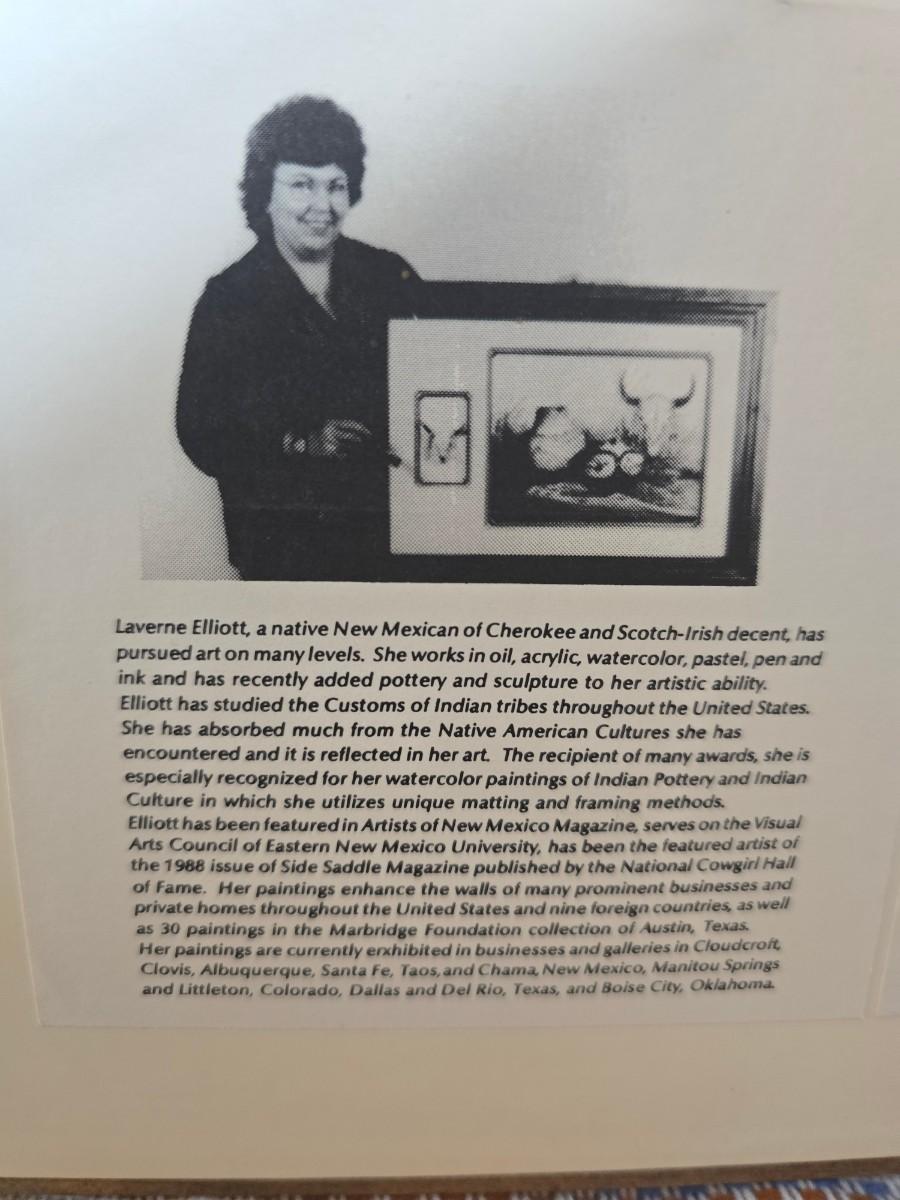 Laverne Elliott, a native New Mexican of Cherokee and Scotch-Irish decent, has
pursued art on many levels. She works in oil, acrylic, watercolor, pastel, pen and
ink and has recently added pottery and sculpture to her artistic ability.
Elliott has studied the Customs of Indian tribes throughout the United States.
She has absorbed much from the Native American Cultures she has
encountered and it is reflected in her art. The recipient of many awards, she is
especially recognized for her watercolor paintings of Indian Pottery and Indian
Culture in which she utilizes unique matting and framing methods.
Elliott has been featured in Artists of New Mexico Magazine, serves on the Visual
Arts Council of Eastern New Mexico University, has been the featured artist of
the 1988 issue of Side Saddle Magazine published by the National Cowgirl Hall
of Fame. Her paintings enhance the walls of many prominent businesses and
private homes throughout the United States and nine foreign countries, as well
as 30 paintings in the Marbridge Foundation collection of Austin, Texas.
Her paintings are currently erxhibited in businesses and galleries in Cloudcroft,
Clovis, Albuquerque, Santa Fe, Taos, and Chama, New Mexico, Manitou Springs
and Littleton, Colorado, Dallas and Del Rio, Texas, and Boise City, Oklahoma.